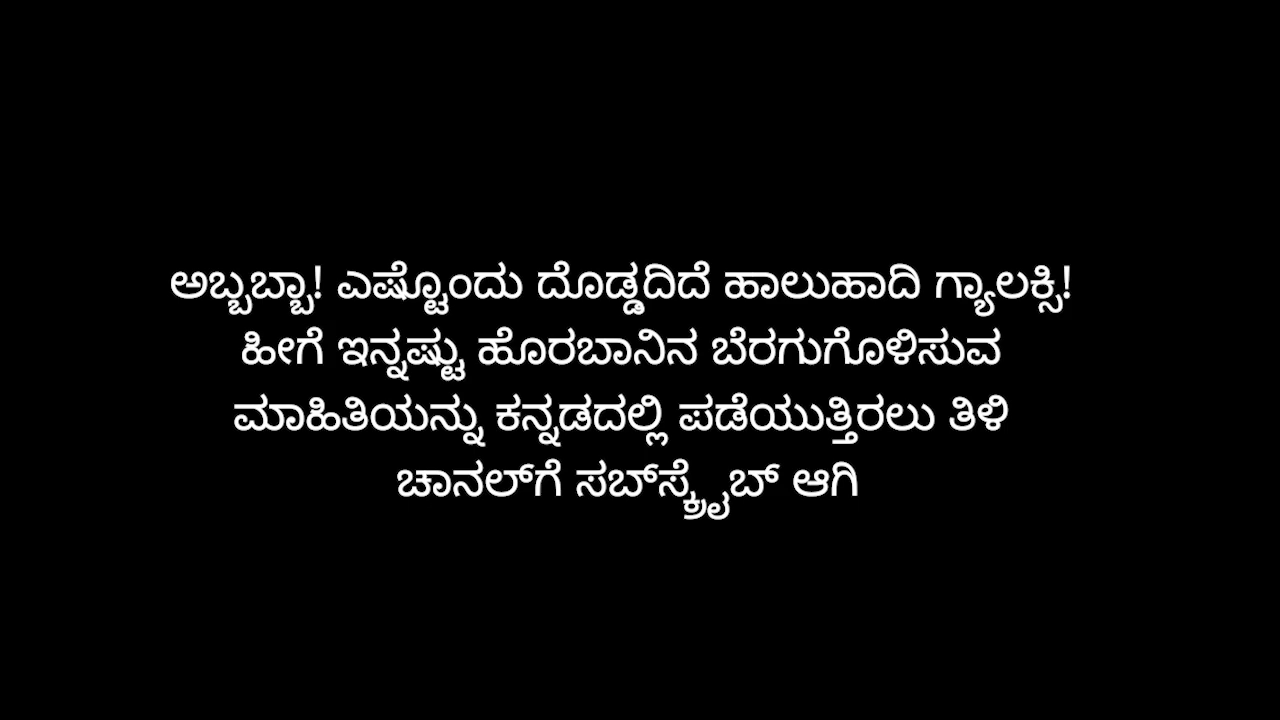 ಅಬ್ಬಬ್ಬಾ! ಎಷ್ಟೊಂದು ದೊಡ್ಡದಿದೆ ಹಾಲುಹಾದಿ ಗ್ಯಾಲಕ್ಸಿ!
ಹೀಗೆ ಇನ್ನಷ್ಟು ಹೊರಬಾನಿನ ಬೆರಗುಗೊಳಿಸುವ
ಮಾಹಿತಿಯನ್ನು ಕನ್ನಡದಲ್ಲಿ ಪಡೆಯುತ್ತಿರಲು ತಿಳಿ
ಚಾನಲ್‌ಗೆ ಸಬ್‌ಸ್ಕ್ರೈಬ್ ಆಗಿ